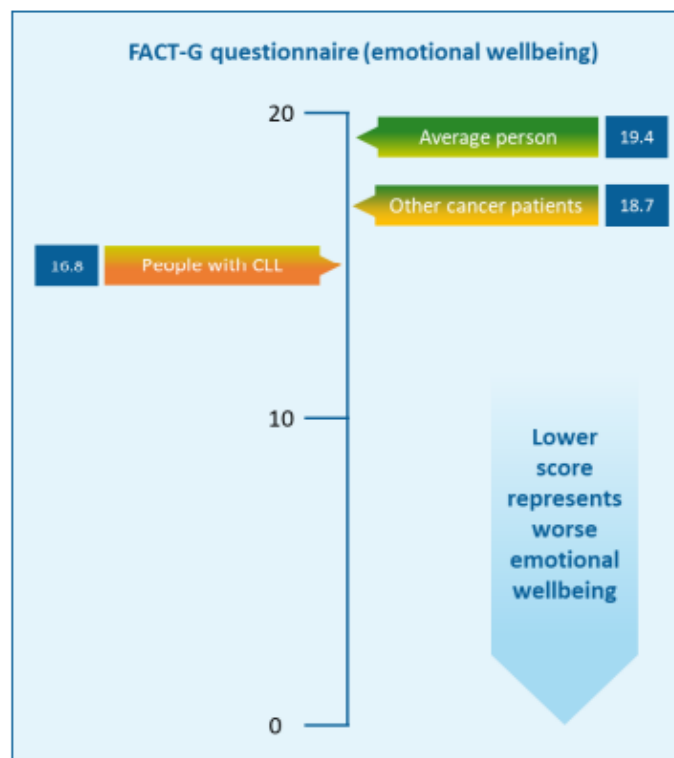 FACT-G questionnaire (emotional wellbeing)
20
Average person 19.4
Other cancer patients 18.7
16.8 People with CLL
10
Lower
score
represents
worse
emotional
wellbeing
0